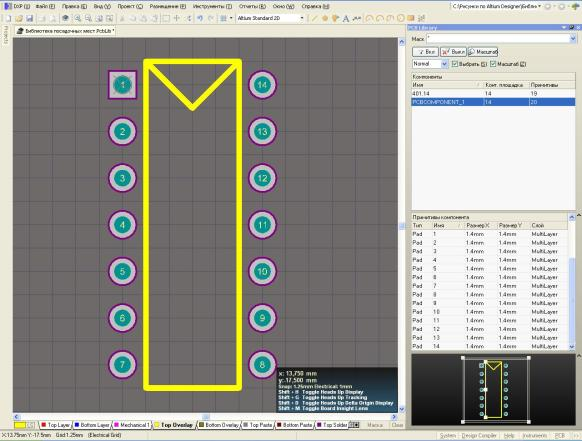 DXP (1) Файл (F) Правка (E) Вид (V) Проект (C) Размещение (P) Инструменты (T) Отчеты (R) Окно (W) Справка (H)
Altium Standard 2D
Библиотека посадочных мест PcbLib *
Projects
1 14
2 13
3 12
4 11
5 10
6 9
7 8
x: 13,750 mm
y:-17,500 mm
Snap: 1.25mm Electrical: 1mm
Shift + H Toggle Heads Up Display
Shift + G Toggle Heads Up Tracking
Shift + D Toggle Heads Up Delta Origin Display
Shift + M Toggle Board Insight Lens
PCB Library
Маск *
Вкл Выкл Масштаб
Normal Выбрать (S) Масштаб (Z)
Компоненты
Имя Конт. площадка Примитивы
401.14 14 19
PCBCOMPONENT_1 14 20
Примитивы компонента
Тип Имя Размер X Размер Y Слой
Pad 1 1.4mm 1.4mm MultiLayer
Pad 2 1.4mm 1.4mm MultiLayer
Pad 3 1.4mm 1.4mm MultiLayer
Pad 4 1.4mm 1.4mm MultiLayer
Pad 5 1.4mm 1.4mm MultiLayer
Pad 6 1.4mm 1.4mm MultiLayer
Pad 7 1.4mm 1.4mm MultiLayer
Pad 8 1.4mm 1.4mm MultiLayer
Pad 9 1.4mm 1.4mm MultiLayer
Pad 10 1.4mm 1.4mm MultiLayer
Pad 11 1.4mm 1.4mm MultiLayer
Pad 12 1.4mm 1.4mm MultiLayer
Pad 13 1.4mm 1.4mm MultiLayer
Pad 14 1.4mm 1.4mm MultiLayer
LS Top Layer Bottom Layer Mechanical 1 Top Overlay Bottom Overlay Top Paste Bottom Paste Top Solder Маска Clear
X:13.75mm Y:-17.5mm Grid:1.25mm (Electrical Grid) System Design Compiler Help Instruments PCB